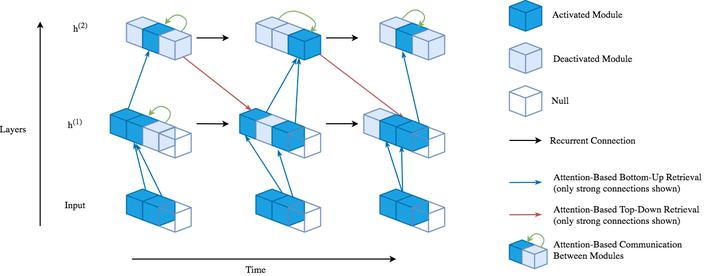 h(2)
h(1)
Layers
Input
Time
Activated Module
Deactivated Module
Null
Recurrent Connection
Attention-Based Bottom-Up Retrieval
(only strong connections shown)
Attention-Based Top-Down Retrieval
(only strong connections shown)
Attention-Based Communication
Between Modules